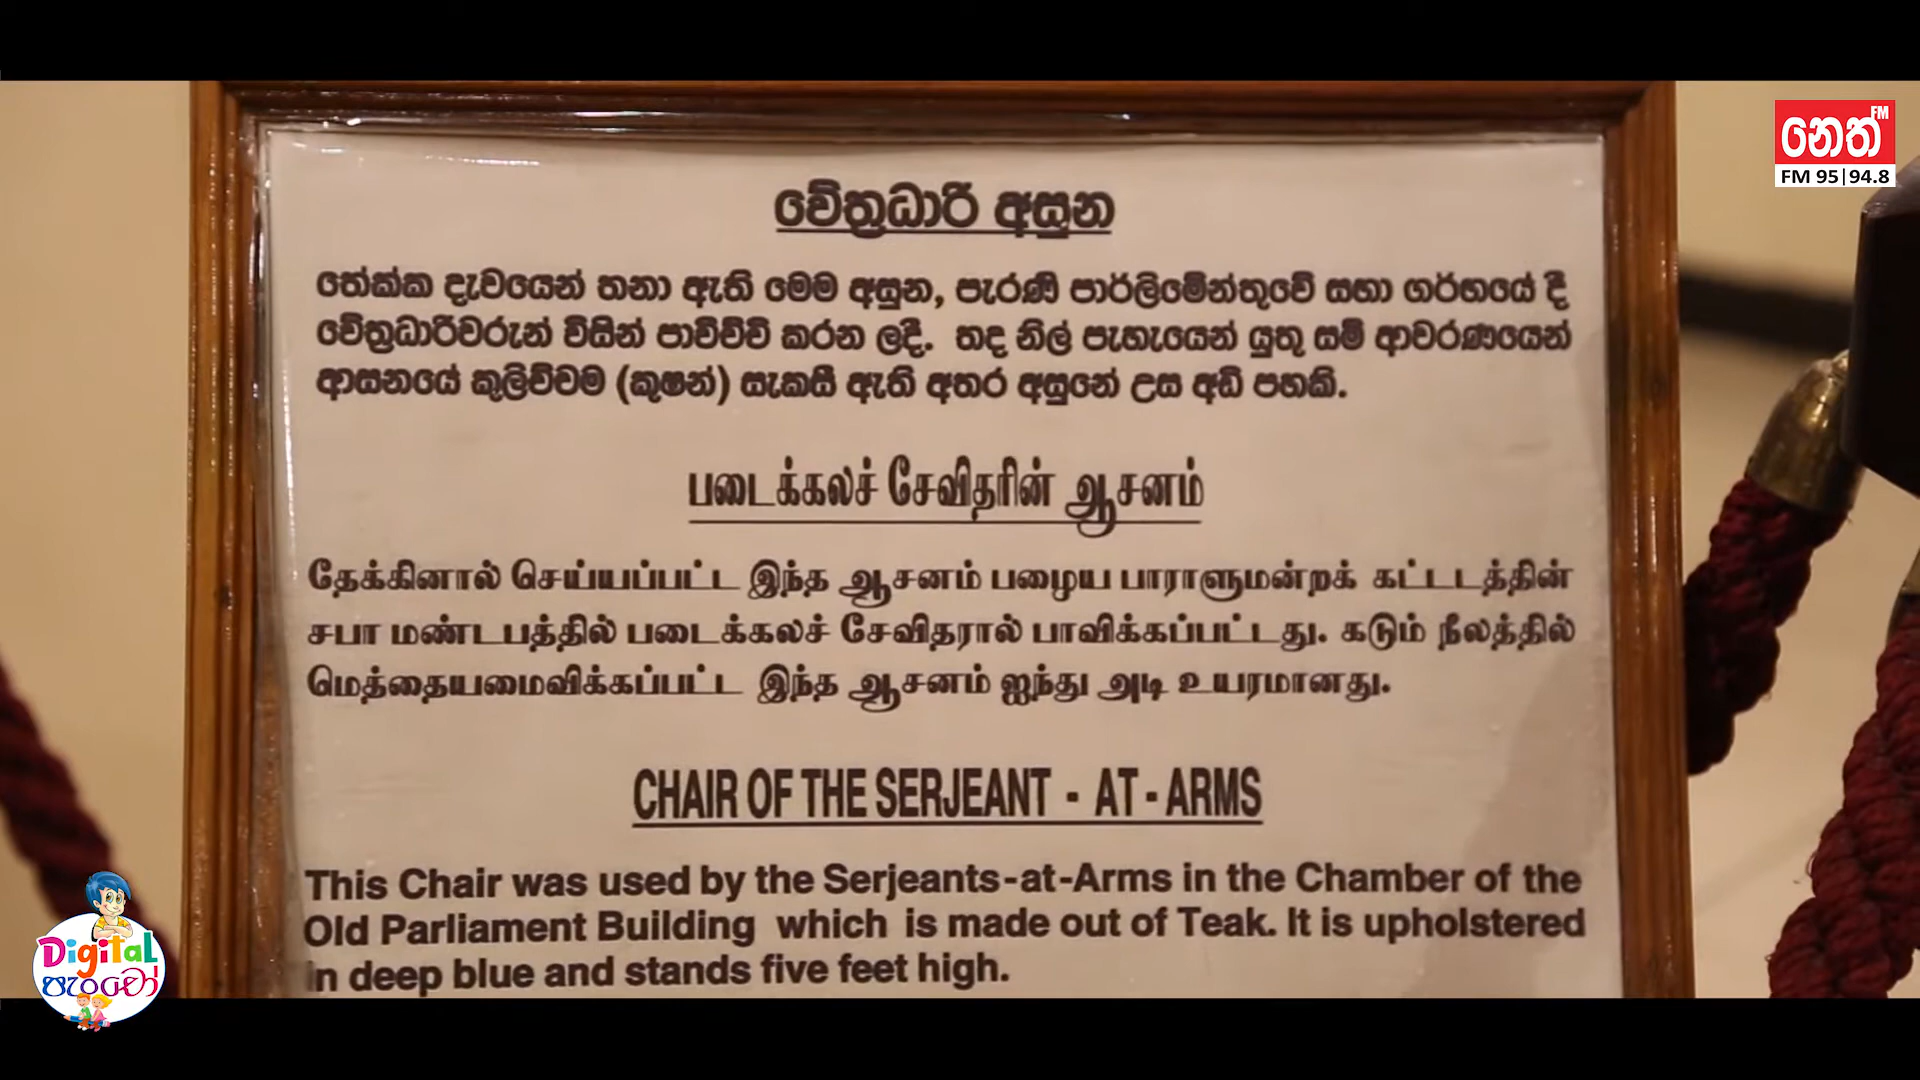 නෙත් FM
FM 95|94.8
වේත්‍රධාරි අසුන
තේක්ක දැවයෙන් තනා ඇති මෙම අසුන, පැරණි පාර්ලිමේන්තුවේ සභා ගර්භයේ දී
වේත්‍රධාරිවරුන් විසින් පාවිච්චි කරන ලදී. තද නිල් පැහැයෙන් යුතු සම් ආවරණයෙන්
ආසනයේ කුලිච්චම (කුෂන්) සැකසී ඇති අතර අසුනේ උස අඩි පහකි.
படைக்கலச் சேவிதரின் ஆசனம்
தேக்கினால் செய்யப்பட்ட இந்த ஆசனம் பழைய பாராளுமன்றக் கட்டடத்தின்
சபா மண்டபத்தில் படைக்கலச் சேவிதரால் பாவிக்கப்பட்டது. கடும் நீலத்தில்
மெத்தையமைவிக்கப்பட்ட இந்த ஆசனம் ஐந்து அடி உயரமானது.
CHAIR OF THE SERJEANT - AT - ARMS
This Chair was used by the Serjeants-at-Arms in the Chamber of the
Old Parliament Building which is made out of Teak. It is upholstered
in deep blue and stands five feet high.
Digital
පැංචෝ